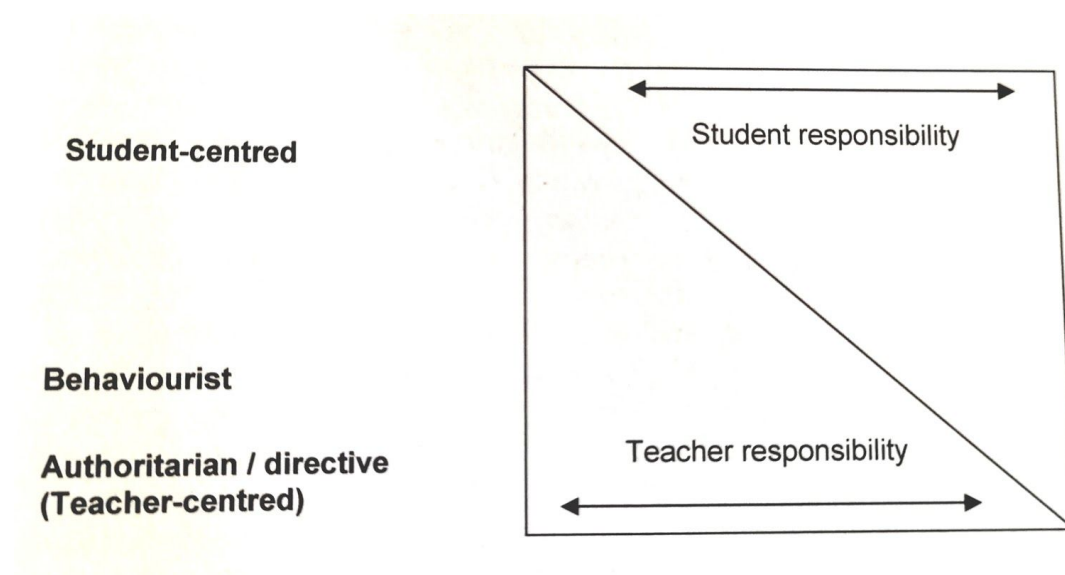 Student-centred
Student responsibility
Behaviourist
Authoritarian / directive
(Teacher-centred)
Teacher responsibility